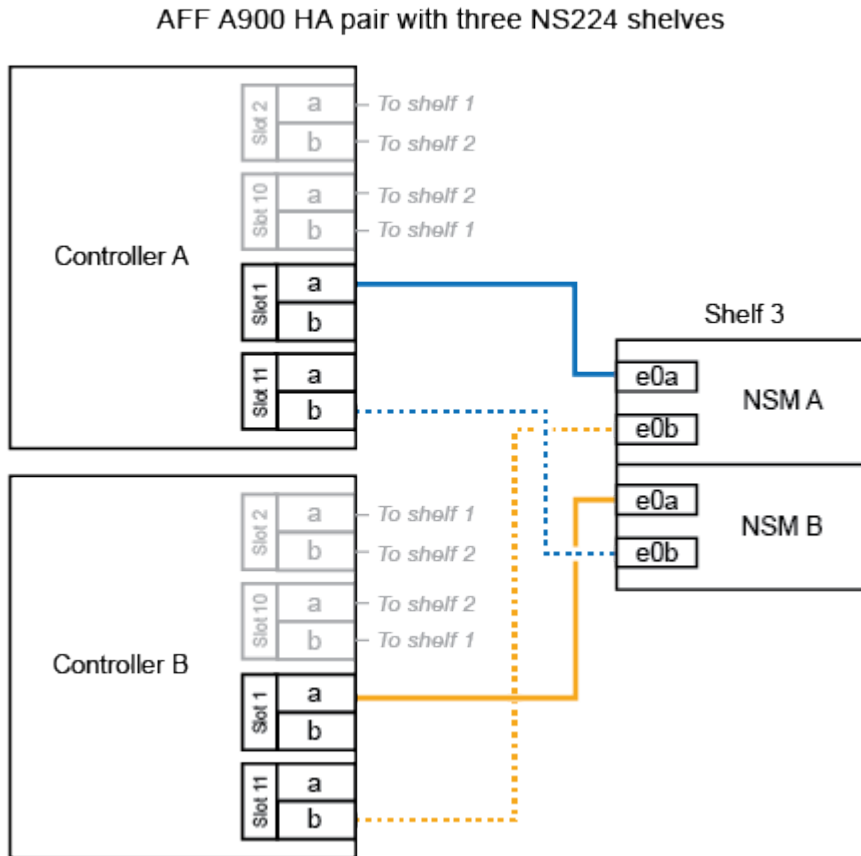 AFF A900 HA pair with three NS224 shelves
Controller A
Slot 2
a
To shelf 1
b
To shelf 2
Slot 10
a
To shelf 2
b
To shelf 1
Slot 1
a
b
Slot 11
a
b
Controller B
Slot 2
a
To shelf 1
b
To shelf 2
Slot 10
a
To shelf 2
b
To shelf 1
Slot 1
a
b
Slot 11
a
b
Shelf 3
e0a
NSM A
e0b
e0a
NSM B
e0b